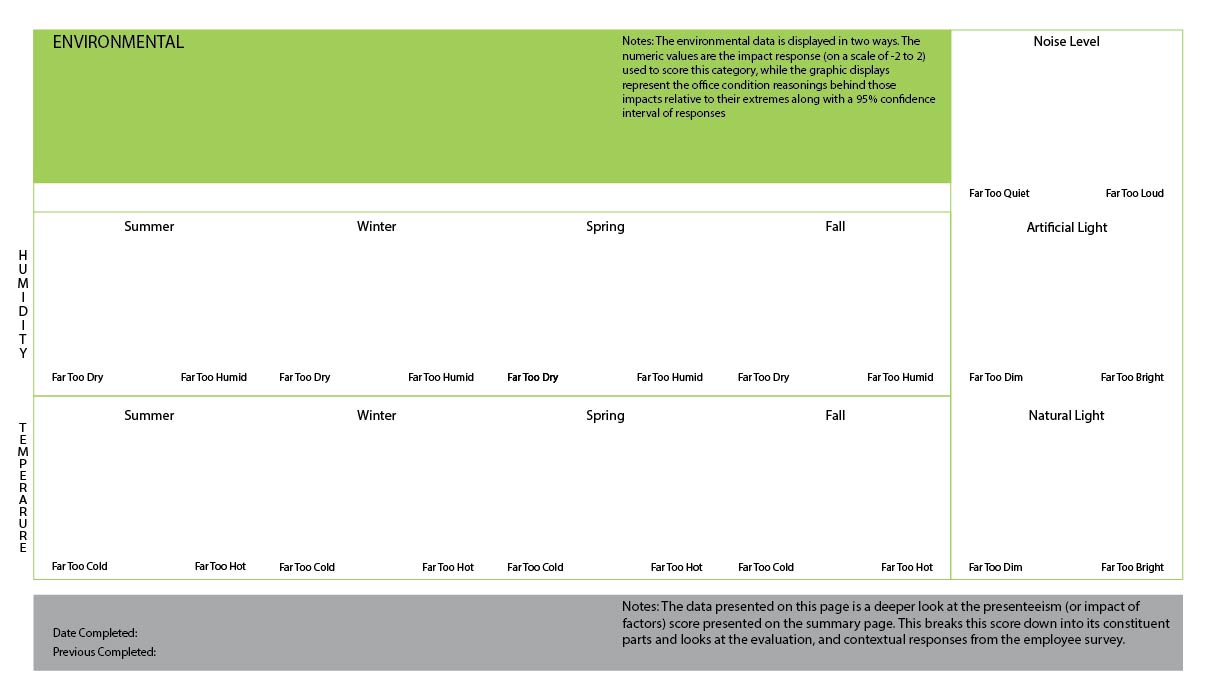 ENVIRONMENTAL
Notes: The environmental data is displayed in two ways. The
numeric values are the impact response (on a scale of -2 to 2)
used to score this category, while the graphic displays
represent the office condition reasonings behind those
impacts relative to their extremes along with a 95% confidence
interval of responses
Noise Level
Far Too Quiet Far Too Loud
HUMIDITY
Summer Winter Spring Fall
Artificial Light
Far Too Dry Far Too Humid Far Too Dry Far Too Humid Far Too Dry Far Too Humid Far Too Dry Far Too Humid
Far Too Dim Far Too Bright
TEMPERARURE
Summer Winter Spring Fall
Natural Light
Far Too Cold Far Too Hot Far Too Cold Far Too Hot Far Too Cold Far Too Hot Far Too Cold Far Too Hot
Far Too Dim Far Too Bright
Date Completed:
Previous Completed:
Notes: The data presented on this page is a deeper look at the presenteeism (or impact of
factors) score presented on the summary page. This breaks this score down into its constituent
parts and looks at the evaluation, and contextual responses from the employee survey.